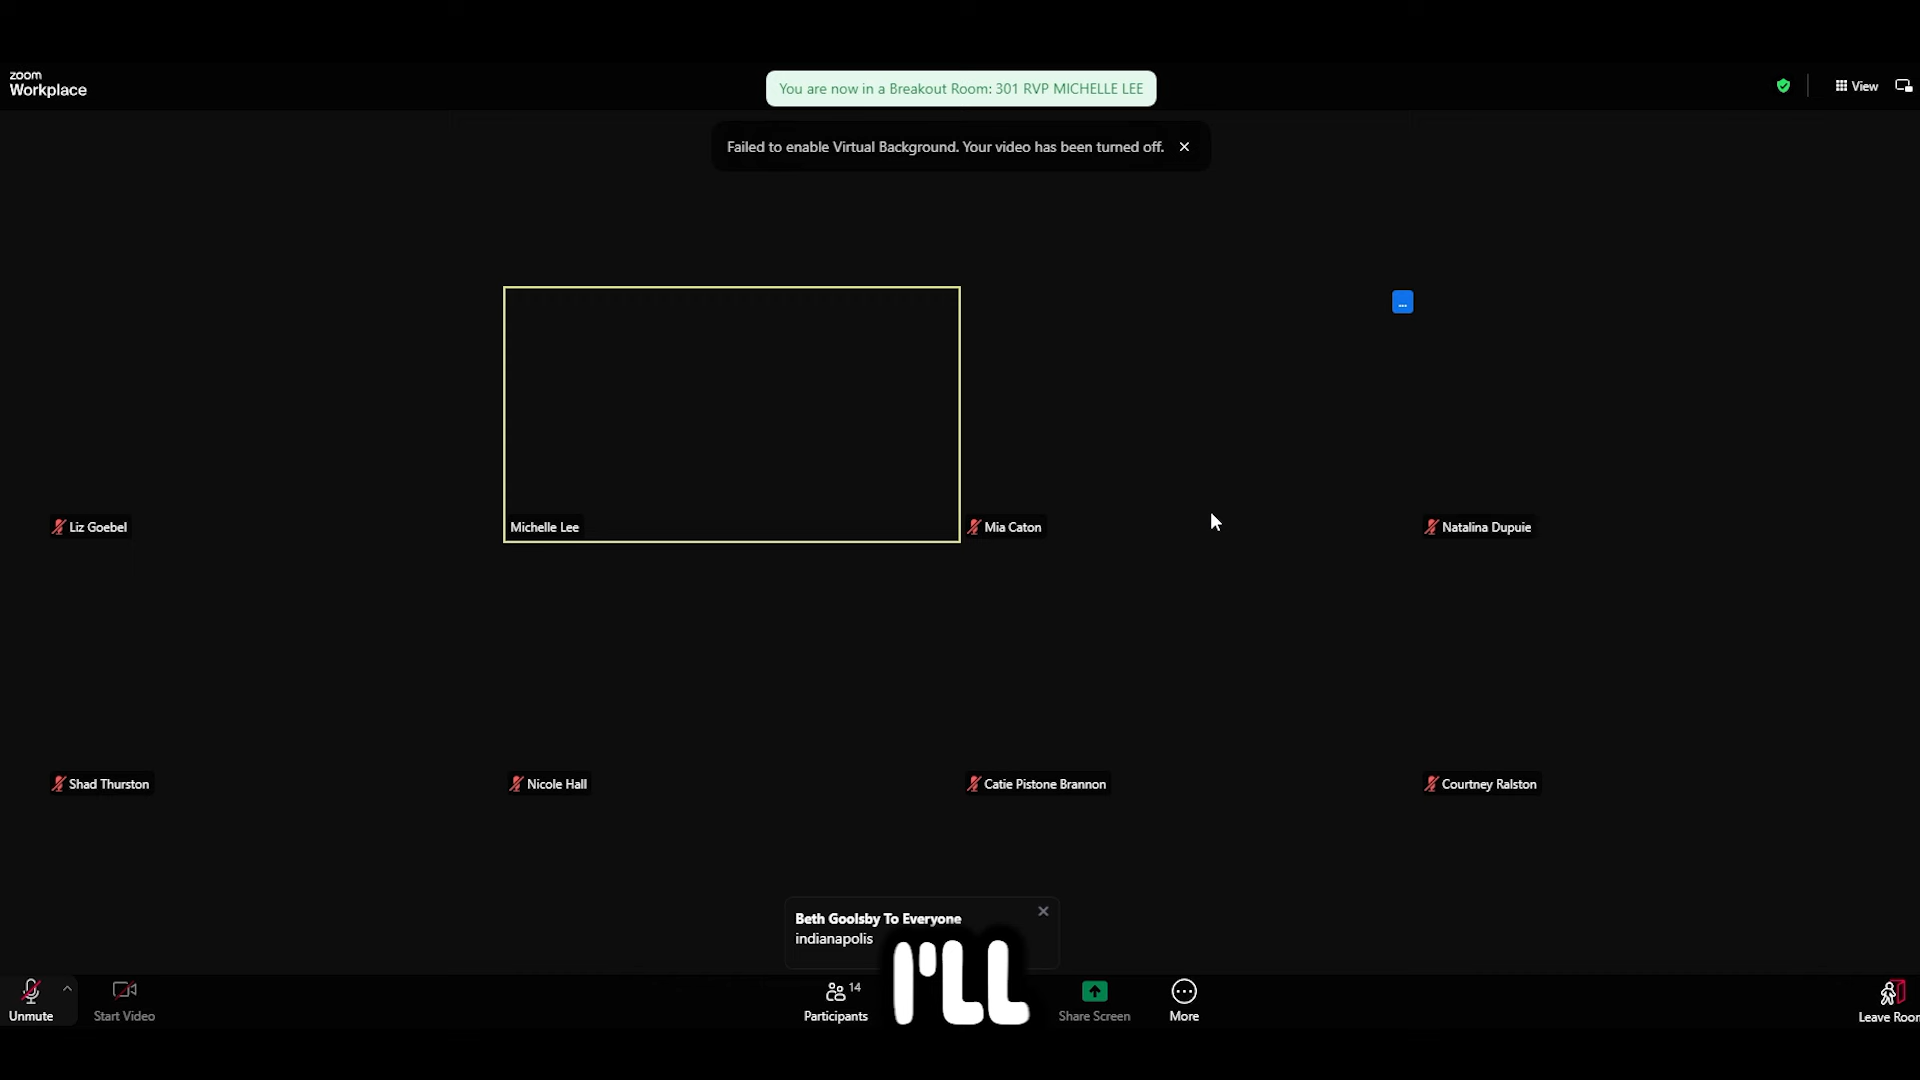 zoom
Workplace
You are now in a Breakout Room: 301 RVP MICHELLE LEE
View
Failed to enable Virtual Background. Your video has been turned off.
...
Liz Goebel
Michelle Lee
Mia Caton
Natalina Dupuie
Shad Thurston
Nicole Hall
Catie Pistone Brannon
Courtney Ralston
Beth Goolsby To Everyone
indianapolis
I'LL
Unmute
Start Video
14
Participants
Share Screen
More
Leave Room